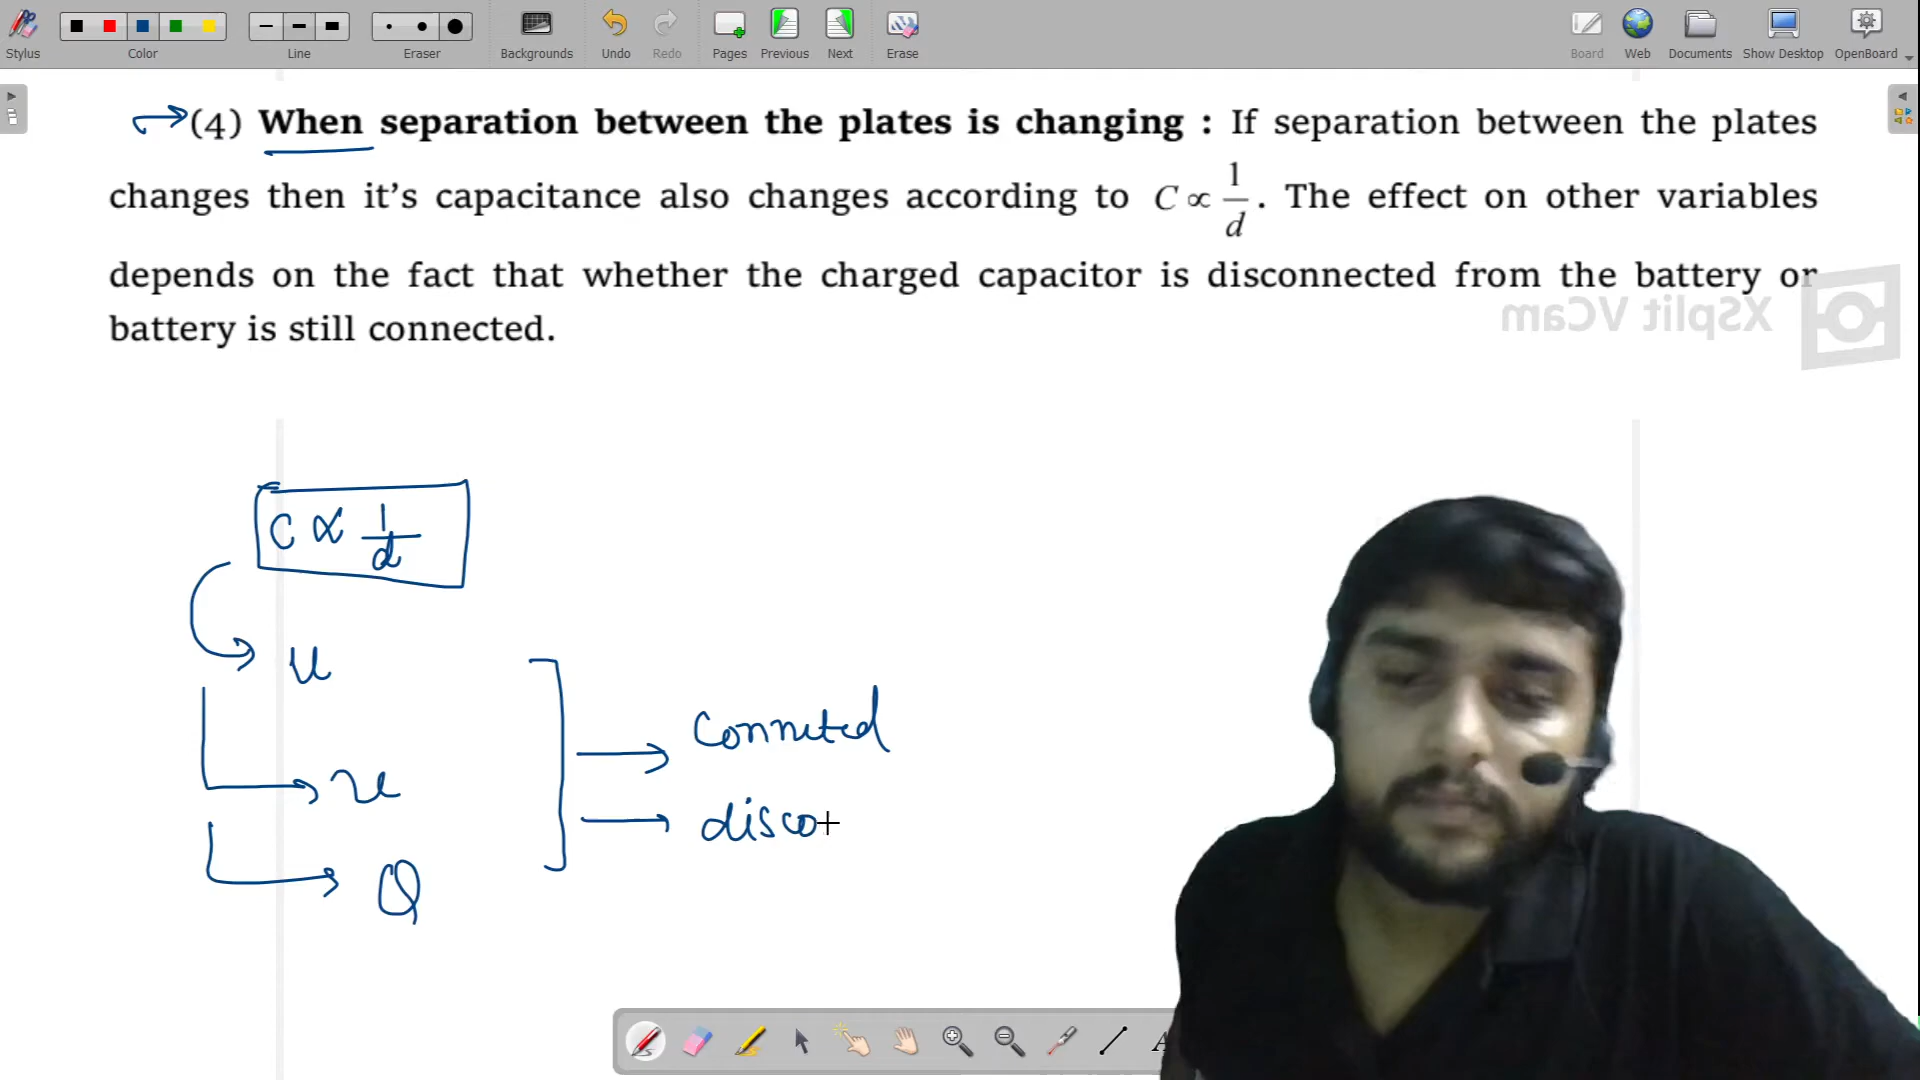 Stylus
Color
Line
Eraser
Backgrounds
Undo
Redo
Pages
Previous
Next
Erase
Board
Web
Documents
Show Desktop
OpenBoard
(4) When separation between the plates is changing : If separation between the plates
changes then it's capacitance also changes according to C ∝ 1/d. The effect on other variables
depends on the fact that whether the charged capacitor is disconnected from the battery or
battery is still connected.
XSplit VCam
C ∝ 1/d
u
Conneted
disco
Q
A